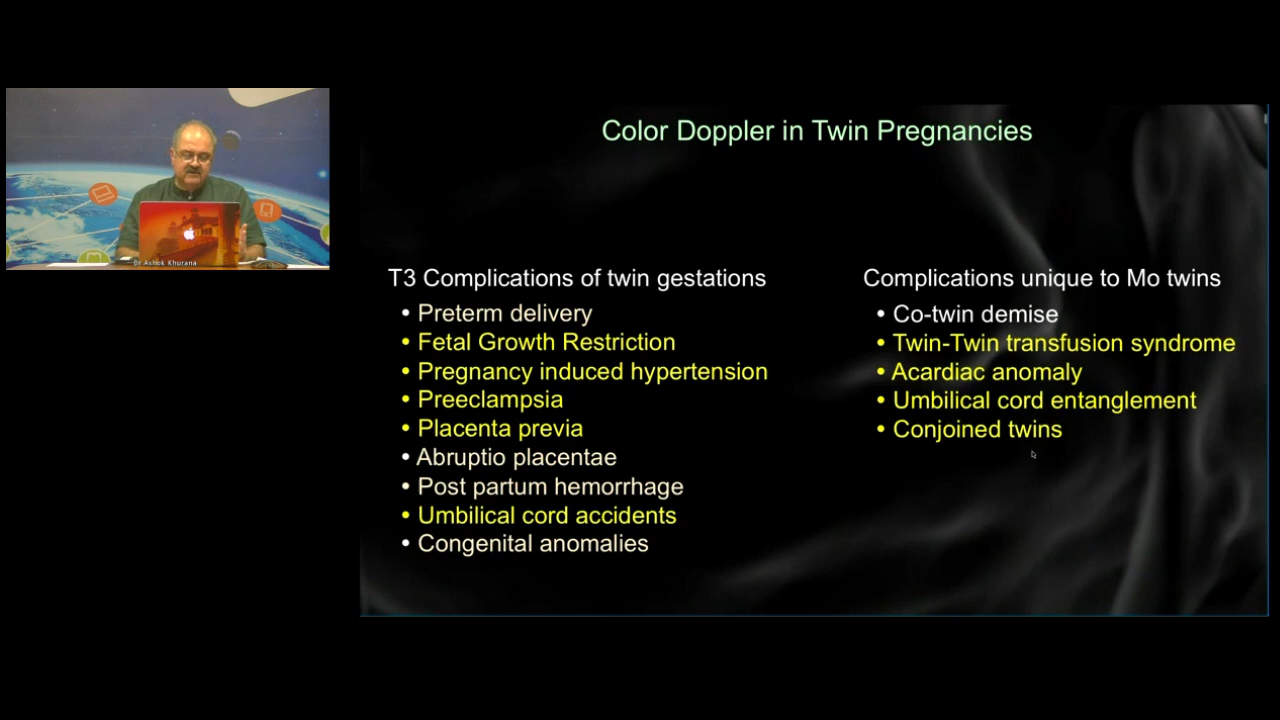 Color Doppler in Twin Pregnancies
T3 Complications of twin gestations
• Preterm delivery
• Fetal Growth Restriction
• Pregnancy induced hypertension
• Preeclampsia
• Placenta previa
• Abruptio placentae
• Post partum hemorrhage
• Umbilical cord accidents
• Congenital anomalies
Complications unique to Mo twins
• Co-twin demise
• Twin-Twin transfusion syndrome
• Acardiac anomaly
• Umbilical cord entanglement
• Conjoined twins
Dr.Ashok Khurana